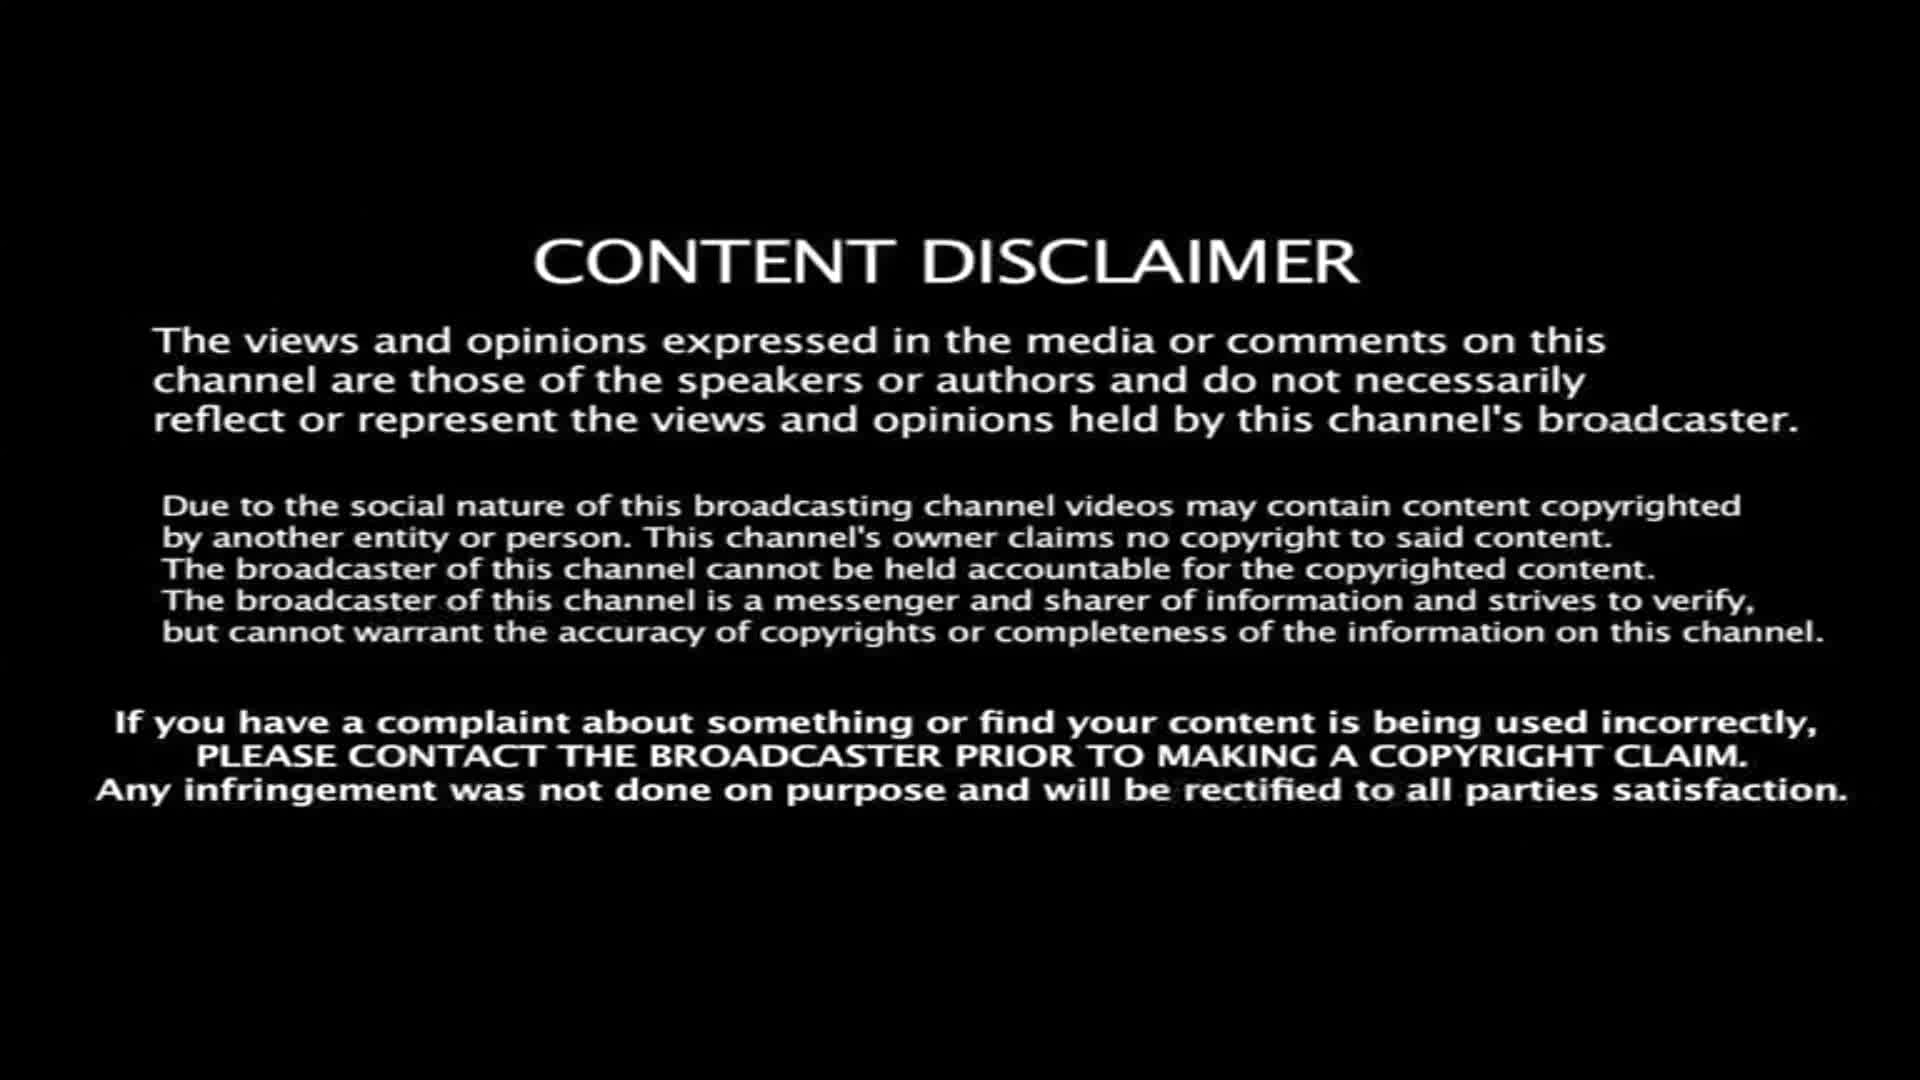 CONTENT DISCLAIMER
The views and opinions expressed in the media or comments on this
channel are those of the speakers or authors and do not necessarily
reflect or represent the views and opinions held by this channel's broadcaster.
Due to the social nature of this broadcasting channel videos may contain content copyrighted
by another entity or person. This channel's owner claims no copyright to said content.
The broadcaster of this channel cannot be held accountable for the copyrighted content.
The broadcaster of this channel is a messenger and sharer of information and strives to verify,
but cannot warrant the accuracy of copyrights or completeness of the information on this channel.
If you have a complaint about something or find your content is being used incorrectly,
PLEASE CONTACT THE BROADCASTER PRIOR TO MAKING A COPYRIGHT CLAIM.
Any infringement was not done on purpose and will be rectified to all parties satisfaction.